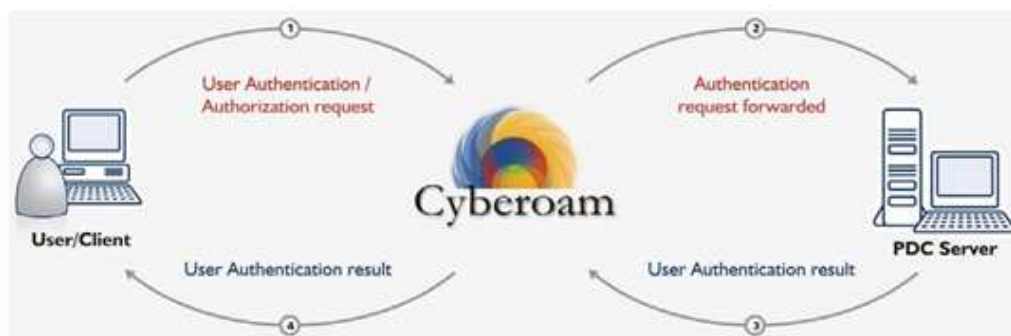 1
2
User Authentication /
Authorization request
Authentication
request forwarded
Cyberoam
User/Client
PDC Server
User Authentication result
User Authentication result
4
3